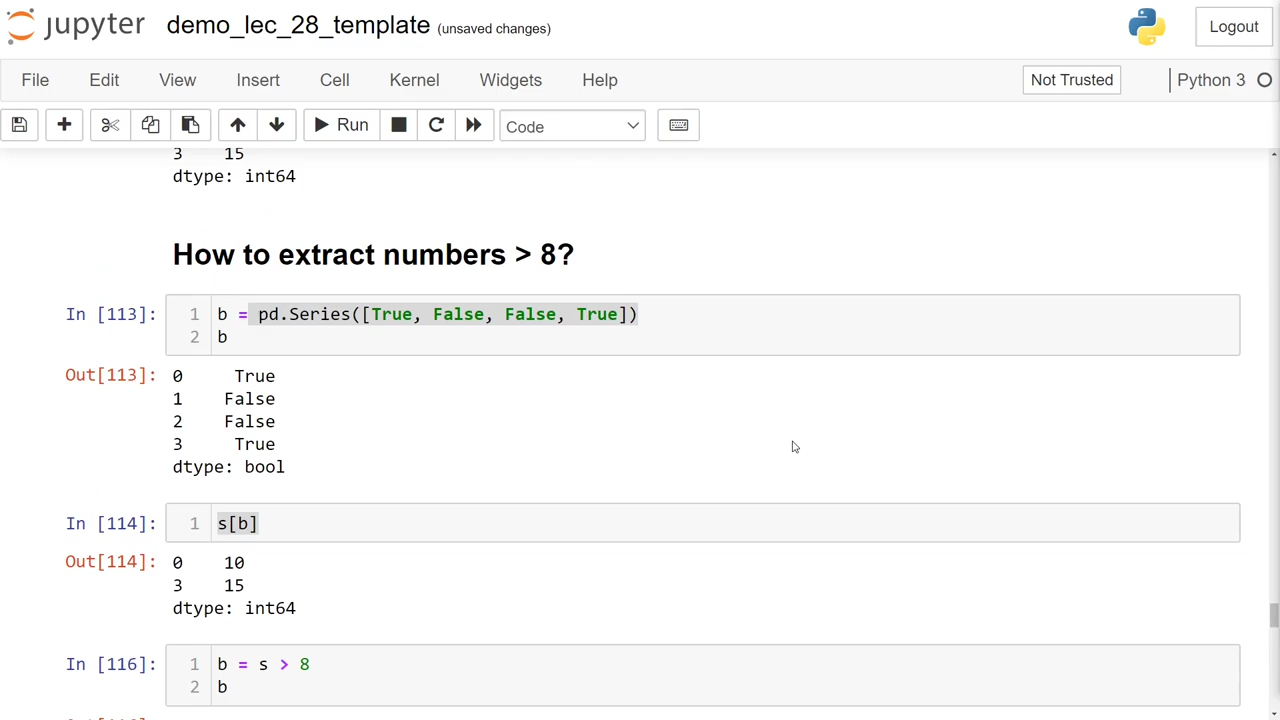 jupyter demo_lec_28_template (unsaved changes) Logout
File Edit View Insert Cell Kernel Widgets Help Not Trusted Python 3
Run Code
3 15
dtype: int64
How to extract numbers > 8?
In [113]: 1 b = pd.Series([True, False, False, True])
2 b
Out[113]: 0 True
1 False
2 False
3 True
dtype: bool
In [114]: 1 s[b]
Out[114]: 0 10
3 15
dtype: int64
In [116]: 1 b = s > 8
2 b